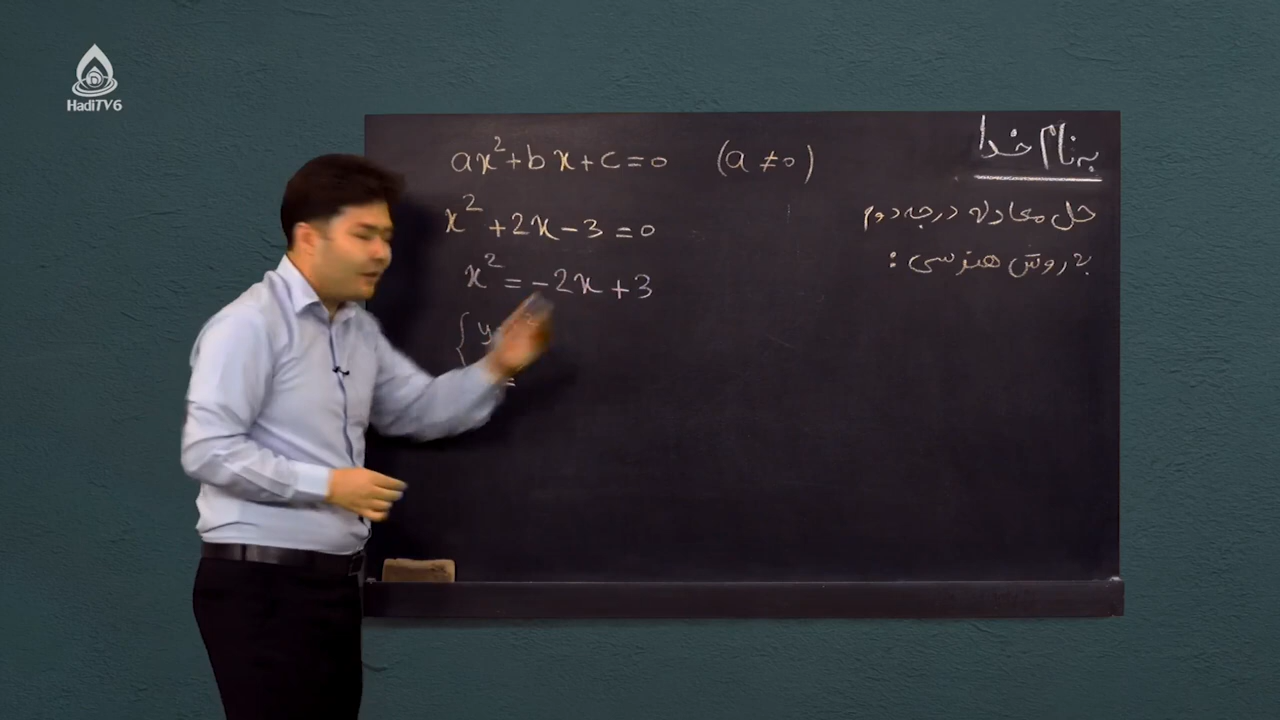 HadiTV6
به نام خدا
حل معادله درجه دوم
به روش هندسی :
ax²+bx+c=0 (a≠0)
x²+2x-3=0
x²=-2x+3
{ y
=